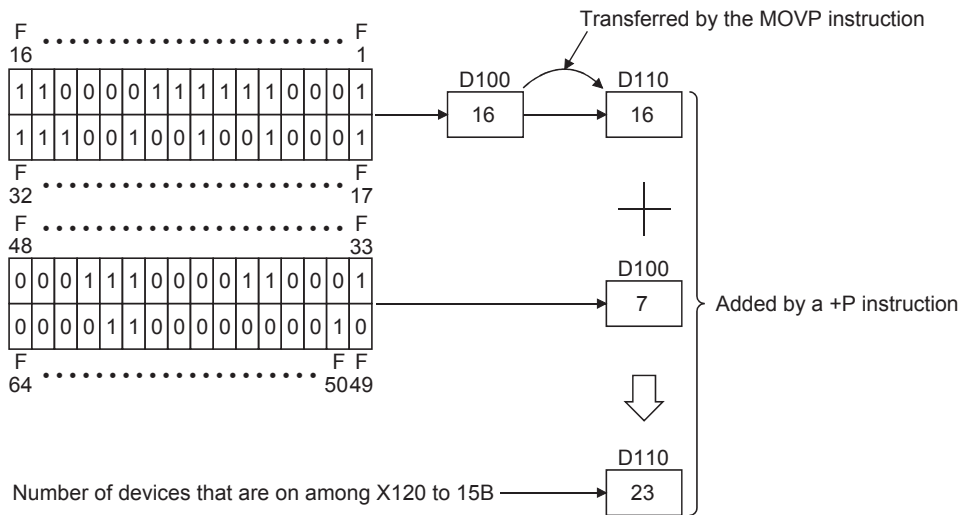 Transferred by the MOVP instruction
F F
16 1
D100 D110
1 1 0 0 0 0 1 1 1 1 1 1 0 0 0 1
16 16
1 1 1 0 0 1 0 0 1 0 0 1 0 0 0 1
F F
32 17
F F
48 33
D100
0 0 0 1 1 1 0 0 0 0 1 1 0 0 0 1
7 Added by a +P instruction
0 0 0 0 1 1 0 0 0 0 0 0 0 0 1 0
F F F
64 50 49
D110
Number of devices that are on among X120 to 15B 23